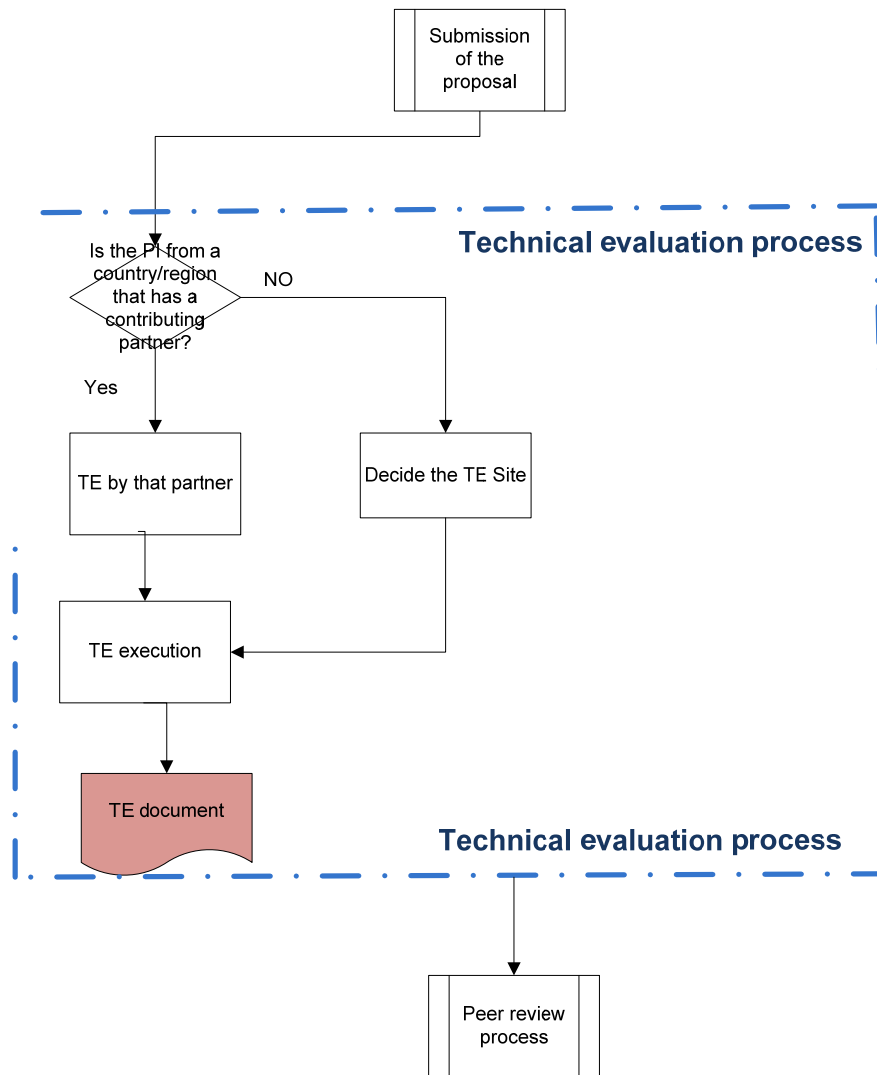 Submission
of the
proposal
Technical evaluation process
Is the PI from a
country/region
that has a
contributing
partner?
NO
Yes
TE by that partner
Decide the TE Site
TE execution
TE document
Technical evaluation process
Peer review
process